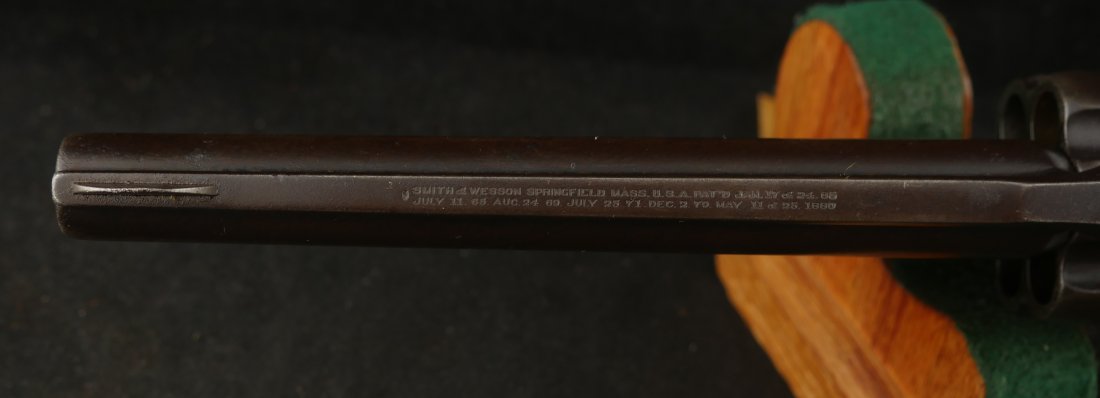 SMITH & WESSON SPRINGFIELD MASS. U.S.A. PAT'D JAN. 17 & 24. 65
JULY 11. 65 AUG. 24 69 JULY 25 71. DEC. 2 79 MAY 11 & 25. 1880